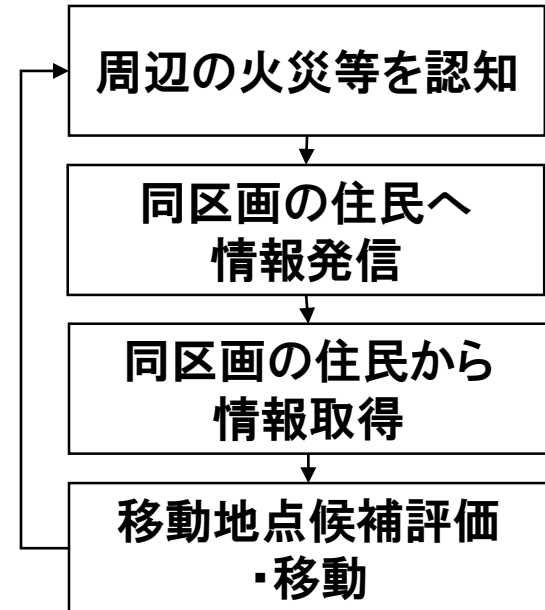 周辺の火災等を認知
同区画の住民へ
情報発信
同区画の住民から
情報取得
移動地点候補評価
・移動